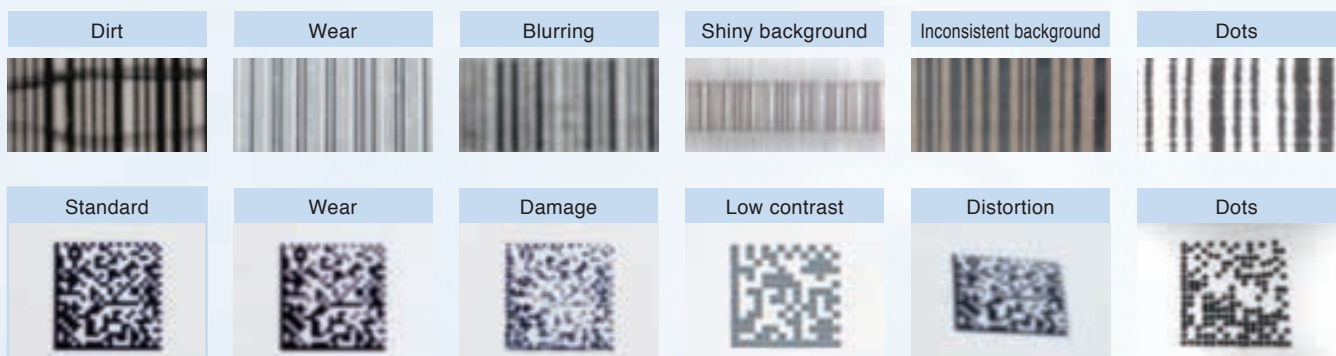 Dirt
Wear
Blurring
Shiny background
Inconsistent background
Dots
Standard
Wear
Damage
Low contrast
Distortion
Dots